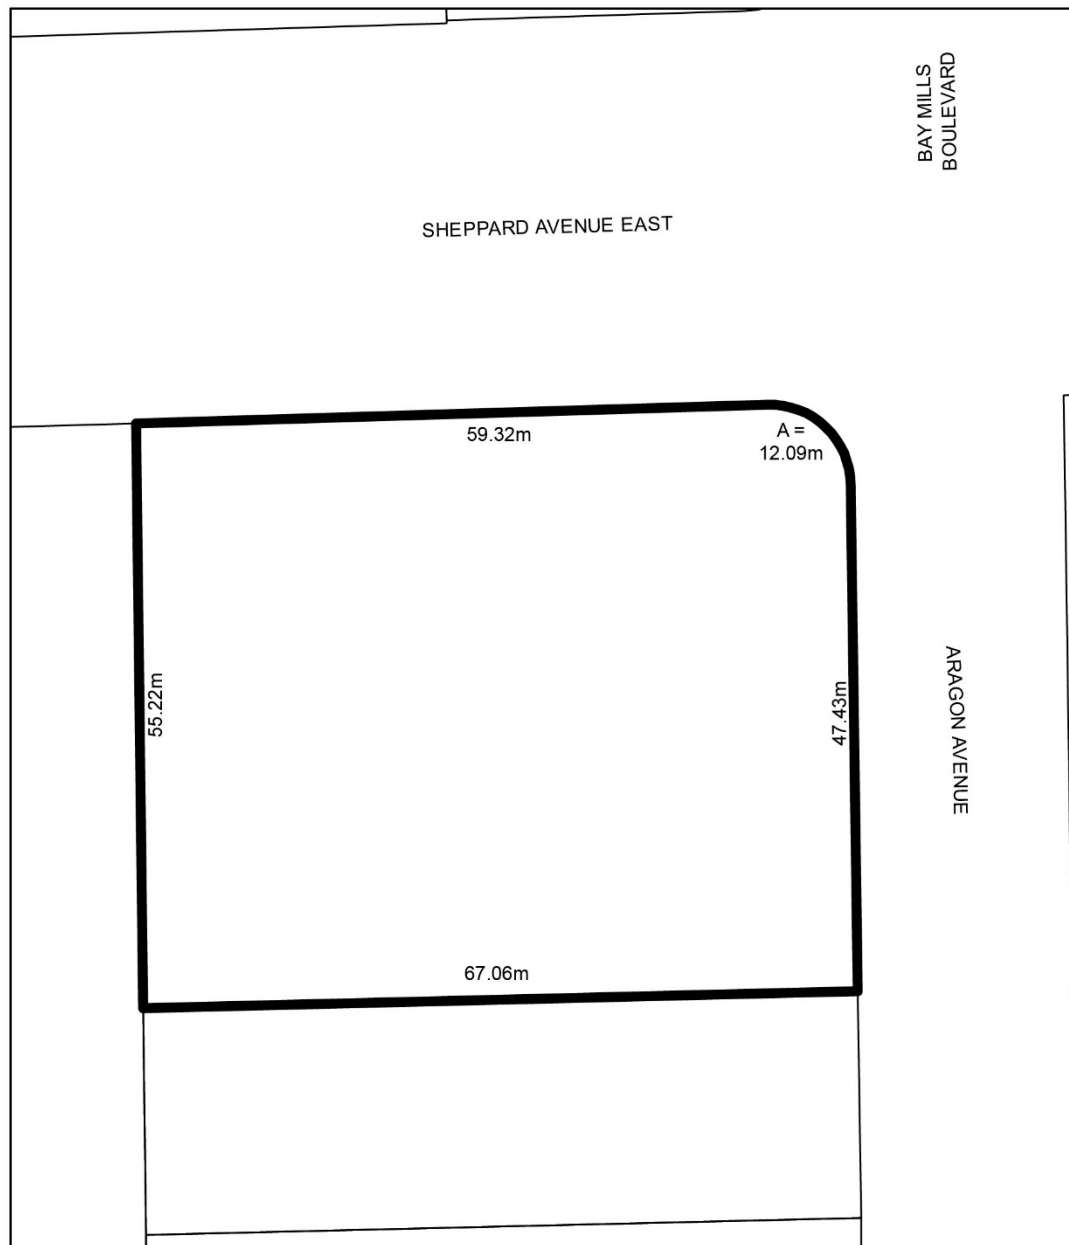 BAY MILLS
BOULEVARD
SHEPPARD AVENUE EAST
59.32m
A =
12.09m
55.22m
47.43m
ARAGON AVENUE
67.06m